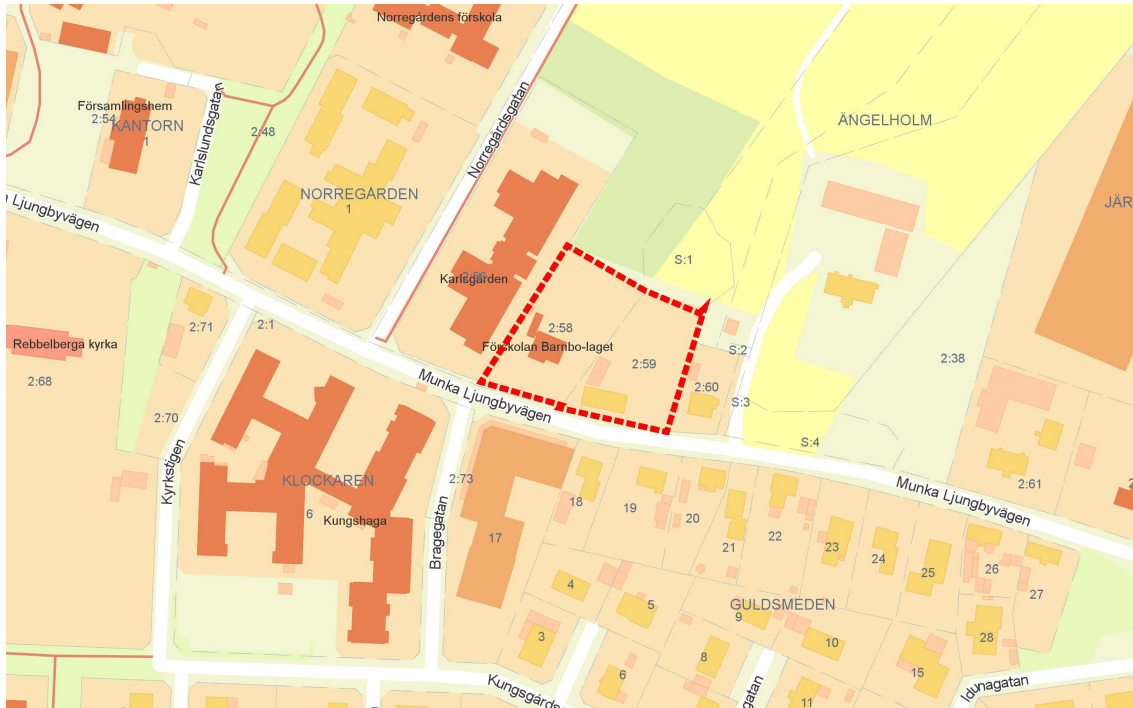 Norregårdens förskola
Församlingshem
2:54
KANTORN
1
Karlslundsgatan
2:48
Norregårdsgatan
ÄNGELHOLM
NORREGÅRDEN
1
Ljungbyvägen
S:1
Karlsgården
2:58
Förskolan Barnbo-laget
2:59
2:60
S:2
S:3
S:4
2:38
2:71
2:1
Rebbelberga kyrka
2:68
2:70
Munka Ljungbyvägen
Kyrkstigen
KLOCKAREN
6
Kungshaga
Bragegatan
2:73
17
18
19
20
21
22
23
24
25
26
27
28
2:61
Munka Ljungbyvägen
GULDSMEDEN
4
5
3
6
8
9
10
11
15
Idunagatan